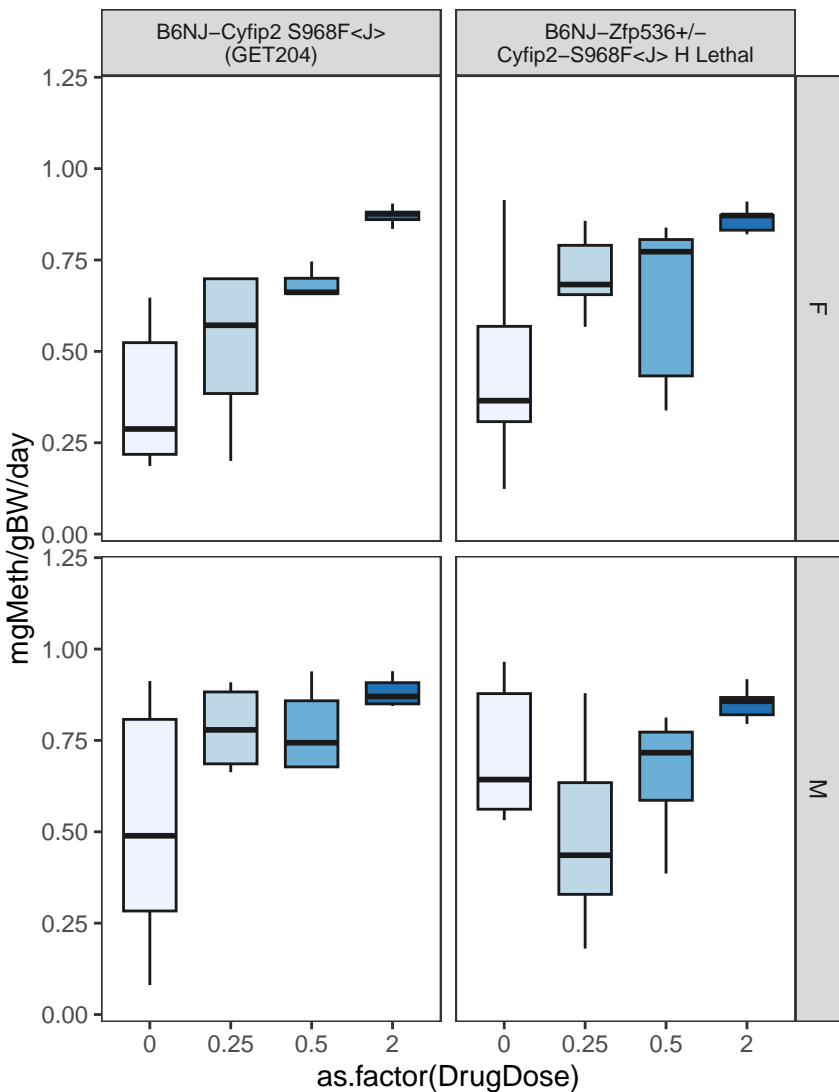 B6NJ−Cyfip2 S968F<J>
(GET204)
B6NJ−Zfp536+/−
Cyfip2−S968F<J> H Lethal
1.25
1.00
0.75
0.50
0.25
0.00
F
1.25
1.00
0.75
0.50
0.25
0.00
M
mgMeth/gBW/day
0 0.25 0.5 2
0 0.25 0.5 2
as.factor(DrugDose)